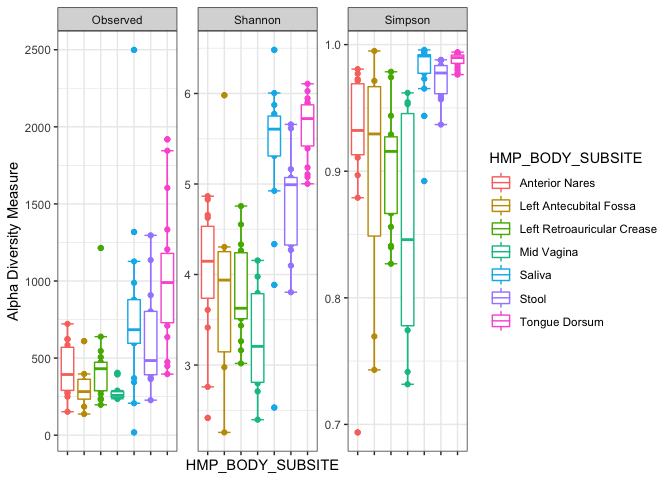 Observed
Shannon
Simpson
Alpha Diversity Measure
2500
2000
1500
1000
500
0
6
5
4
3
1.0
0.9
0.8
0.7
HMP_BODY_SUBSITE
HMP_BODY_SUBSITE
Anterior Nares
Left Antecubital Fossa
Left Retroauricular Crease
Mid Vagina
Saliva
Stool
Tongue Dorsum